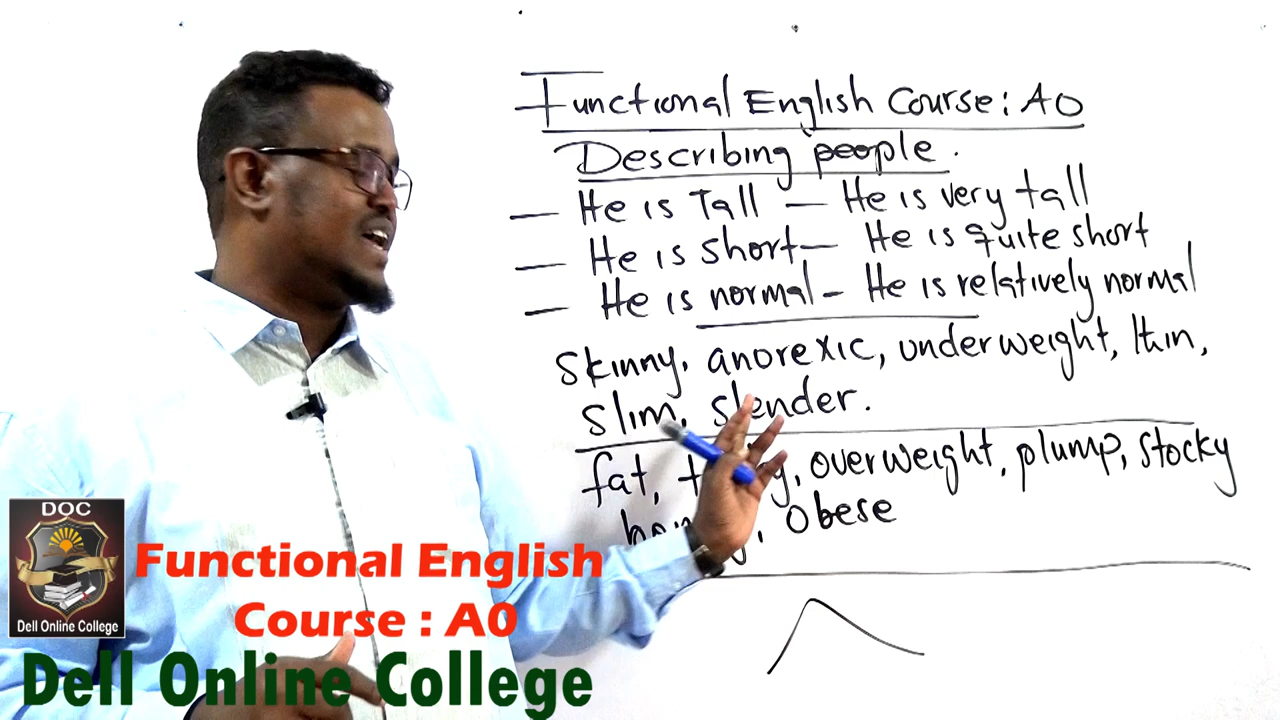 Functional English Course: A0
Describing people.
— He is Tall — He is very tall
— He is short — He is quite short
— He is normal – He is relatively normal
skinny, anorexic, underweight, thin,
slim, slender.
fat, overweight, plump, stocky
obese
DOC
Dell Online College
Functional English
Course : A0
Dell Online College